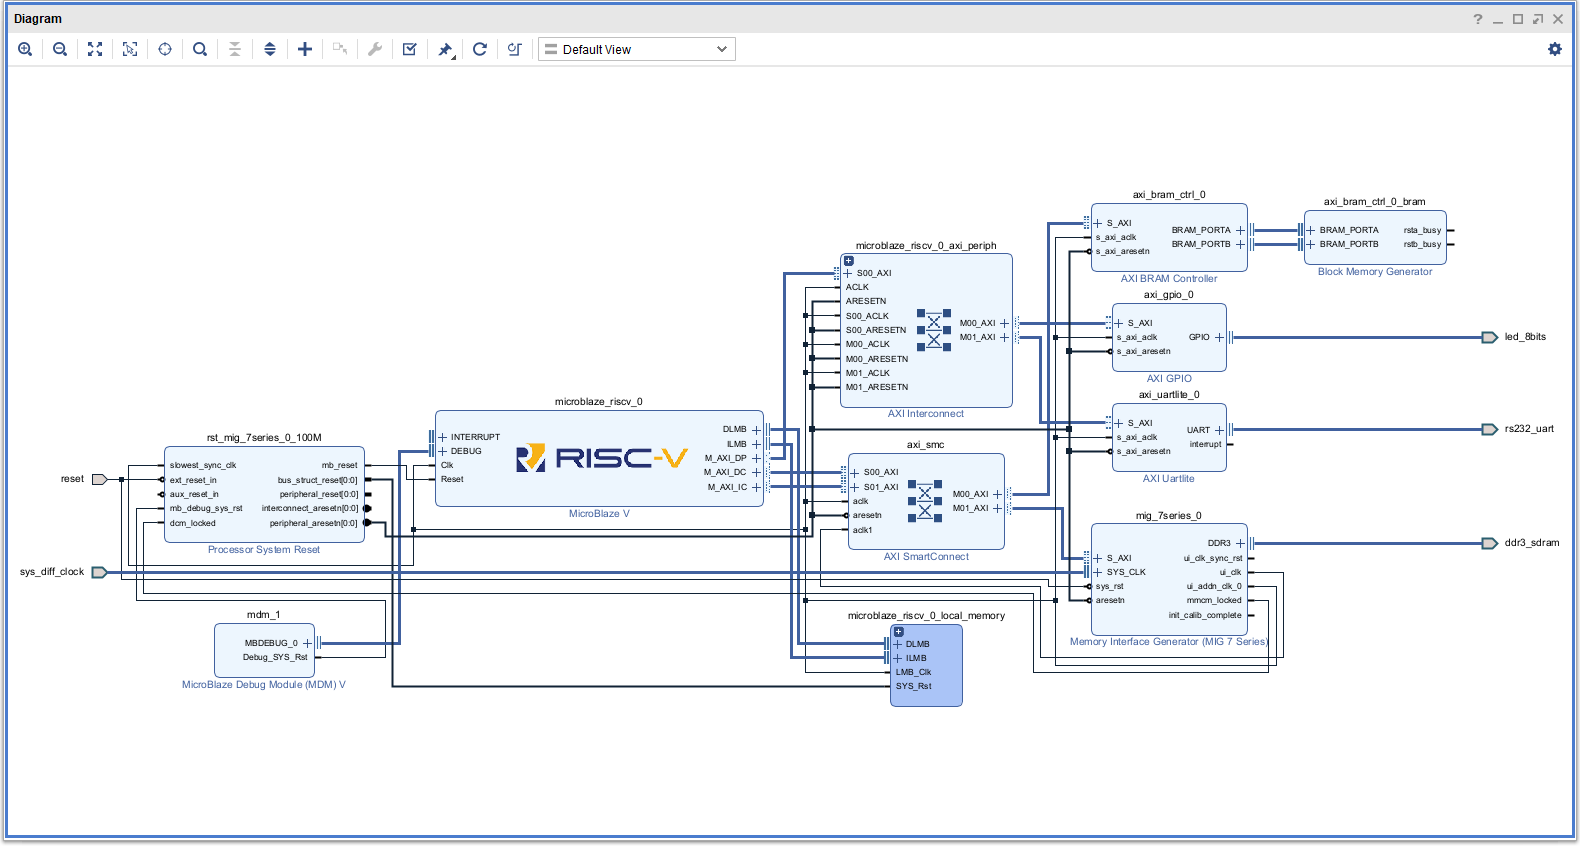 Diagram
?
Default View
reset
sys_diff_clock
rst_mig_7series_0_100M
slowest_sync_clk
ext_reset_in
aux_reset_in
mb_debug_sys_rst
dcm_locked
mb_reset
bus_struct_reset[0:0]
peripheral_reset[0:0]
interconnect_aresetn[0:0]
peripheral_aresetn[0:0]
Processor System Reset
mdm_1
MBDEBUG_0
Debug_SYS_Rst
MicroBlaze Debug Module (MDM) V
microblaze_riscv_0
INTERRUPT
DEBUG
Clk
Reset
RISC-V
DLMB
ILMB
M_AXI_DP
M_AXI_DC
M_AXI_IC
MicroBlaze V
microblaze_riscv_0_axi_periph
S00_AXI
ACLK
ARESETN
S00_ACLK
S00_ARESETN
M00_ACLK
M00_ARESETN
M01_ACLK
M01_ARESETN
M00_AXI
M01_AXI
AXI Interconnect
axi_smc
S00_AXI
S01_AXI
aclk
aresetn
aclk1
M00_AXI
M01_AXI
AXI SmartConnect
microblaze_riscv_0_local_memory
DLMB
ILMB
LMB_Clk
SYS_Rst
axi_bram_ctrl_0
S_AXI
s_axi_aclk
s_axi_aresetn
BRAM_PORTA
BRAM_PORTB
AXI BRAM Controller
axi_bram_ctrl_0_bram
BRAM_PORTA
BRAM_PORTB
rsta_busy
rstb_busy
Block Memory Generator
axi_gpio_0
S_AXI
s_axi_aclk
s_axi_aresetn
GPIO
AXI GPIO
axi_uartlite_0
S_AXI
s_axi_aclk
s_axi_aresetn
UART
interrupt
AXI Uartlite
mig_7series_0
S_AXI
SYS_CLK
sys_rst
aresetn
DDR3
ui_clk_sync_rst
ui_clk
ui_addn_clk_0
mmcm_locked
init_calib_complete
Memory Interface Generator (MIG 7 Series)
led_8bits
rs232_uart
ddr3_sdram